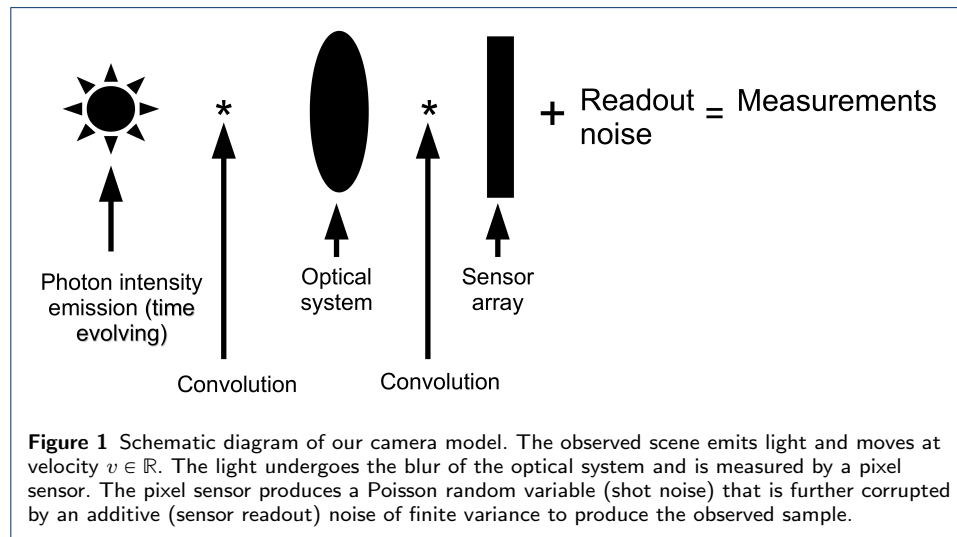 * * + Readout noise = Measurements
Photon intensity
emission (time
evolving)
Optical
system
Sensor
array
Convolution
Convolution
Figure 1 Schematic diagram of our camera model. The observed scene emits light and moves at
velocity v ∈ ℝ. The light undergoes the blur of the optical system and is measured by a pixel
sensor. The pixel sensor produces a Poisson random variable (shot noise) that is further corrupted
by an additive (sensor readout) noise of finite variance to produce the observed sample.